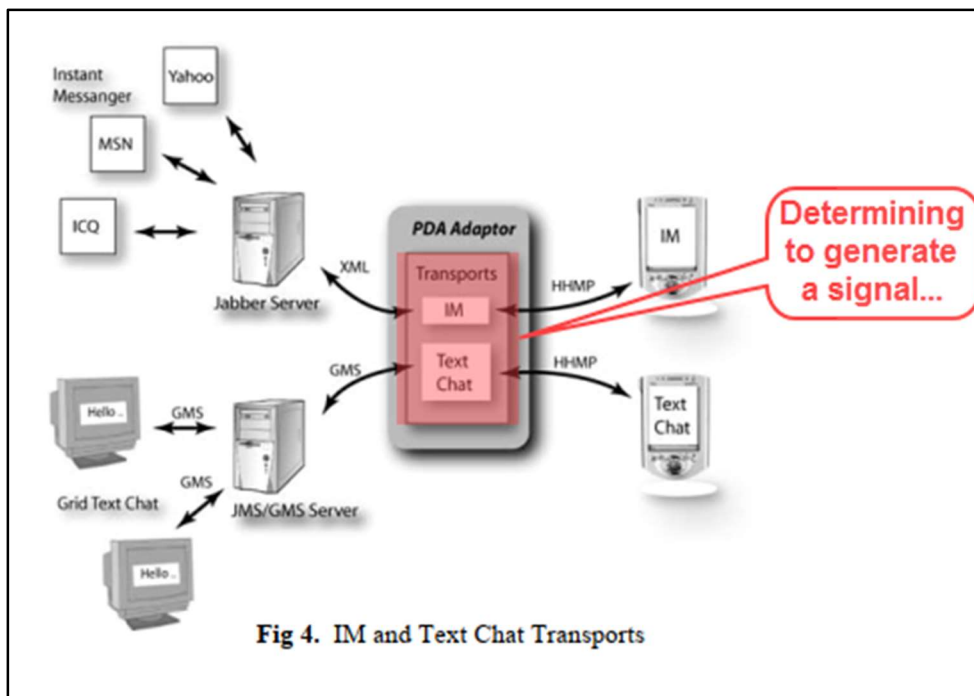 Instant
Messanger
Yahoo
MSN
ICQ
Jabber Server
XML
PDA Adaptor
Transports
IM
Text
Chat
HHMP
HHMP
IM
Text
Chat
Determining
to generate
a signal...
GMS
Hello ..
GMS
GMS
Grid Text Chat
JMS/GMS Server
Hello ..
Fig 4. IM and Text Chat Transports